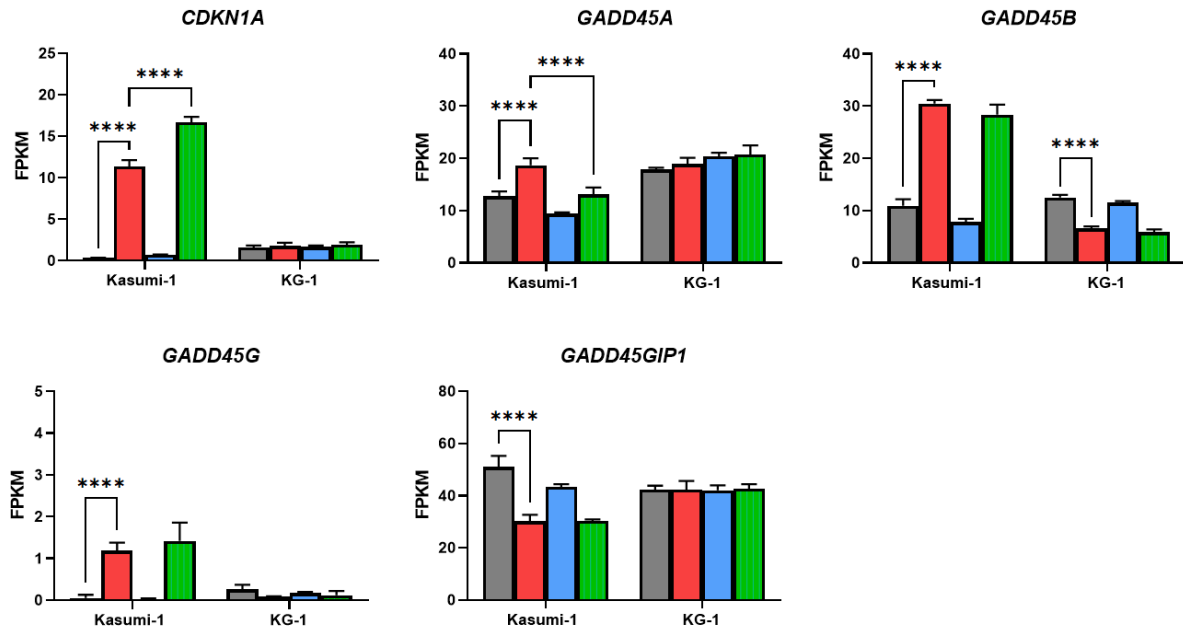 CDKN1A
GADD45A
GADD45B
25
20
15
10
5
0
FPKM
****
****
Kasumi-1
KG-1
40
30
20
10
0
FPKM
****
****
Kasumi-1
KG-1
40
30
20
10
0
FPKM
****
****
Kasumi-1
KG-1
GADD45G
GADD45GIP1
5
4
3
2
1
0
FPKM
****
Kasumi-1
KG-1
80
60
40
20
0
FPKM
****
Kasumi-1
KG-1